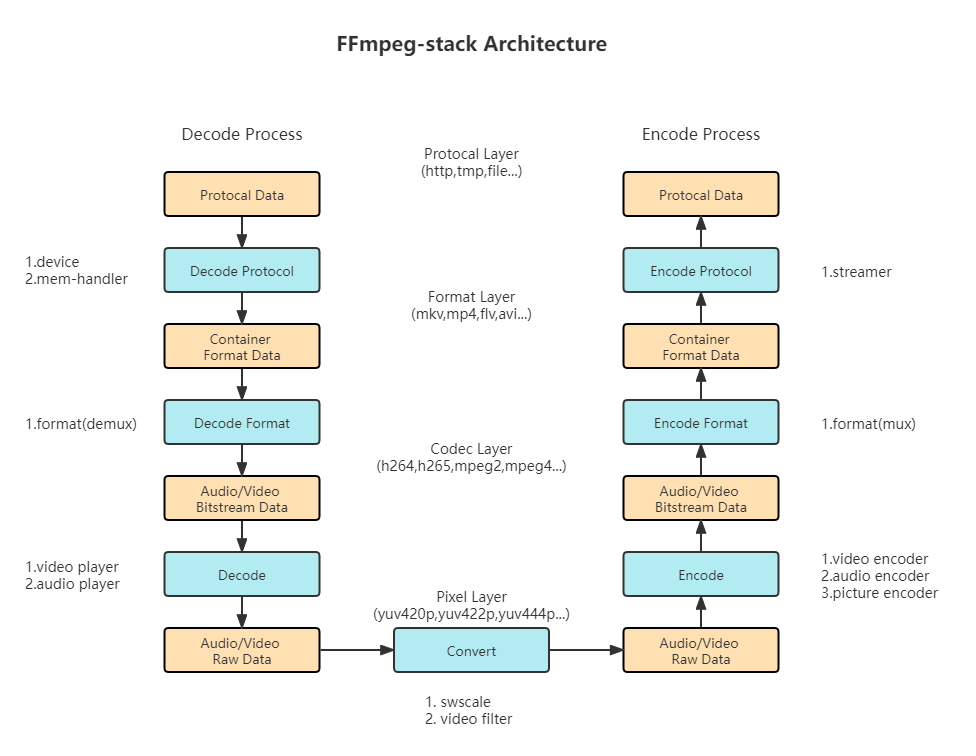 FFmpeg-stack Architecture
Decode Process
Encode Process
Protocal Layer
(http,tmp,file...)
Protocal Data
Protocal Data
1.device
2.mem-handler
Decode Protocol
Encode Protocol
1.streamer
Format Layer
(mkv,mp4,flv,avi...)
Container
Format Data
Container
Format Data
1.format(demux)
Decode Format
Encode Format
1.format(mux)
Codec Layer
(h264,h265,mpeg2,mpeg4...)
Audio/Video
Bitstream Data
Audio/Video
Bitstream Data
1.video player
2.audio player
Decode
Encode
1.video encoder
2.audio encoder
3.picture encoder
Pixel Layer
(yuv420p,yuv422p,yuv444p...)
Audio/Video
Raw Data
Convert
Audio/Video
Raw Data
1. swscale
2. video filter